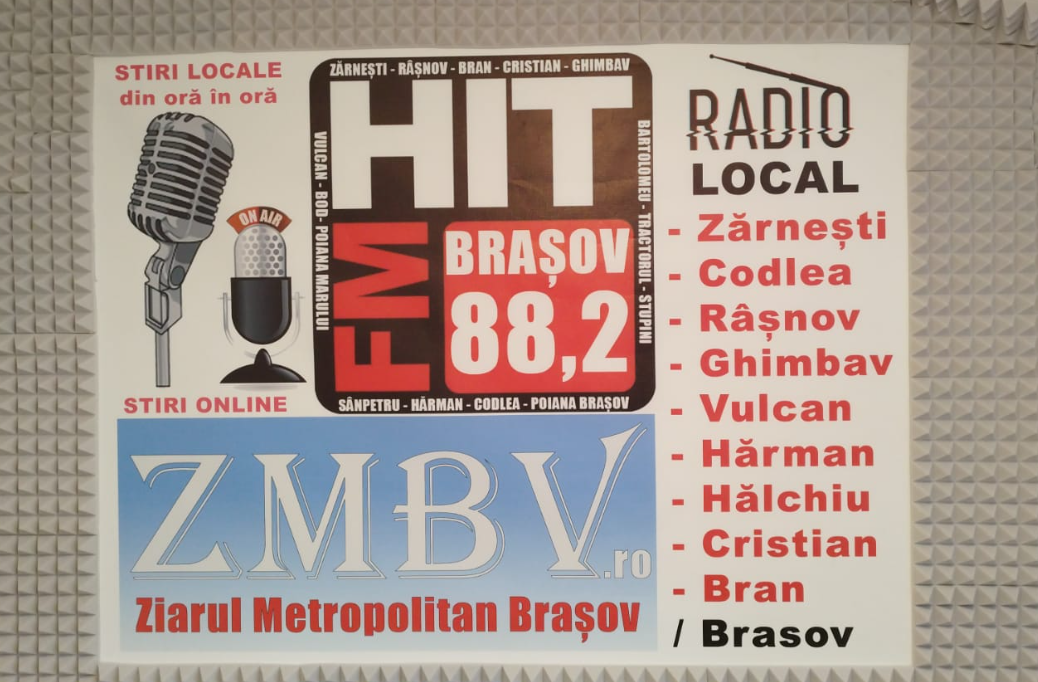 STIRI LOCALE
din oră în oră
ON AIR
STIRI ONLINE
ZĂRNEȘTI - RÂȘNOV - BRAN - CRISTIAN - GHIMBAV
VULCAN - BOD- POIANA MARULUI
HIT
FM
BRAȘOV
88,2
BARTOLOMEU - TRACTORUL - STUPINI
SÂNPETRU - HĂRMAN - CODLEA - POIANA BRAȘOV
ZMBV.ro
Ziarul Metropolitan Brașov
RADIO
LOCAL
- Zărnești
- Codlea
- Râșnov
- Ghimbav
- Vulcan
- Hărman
- Hălchiu
- Cristian
- Bran
/ Brasov